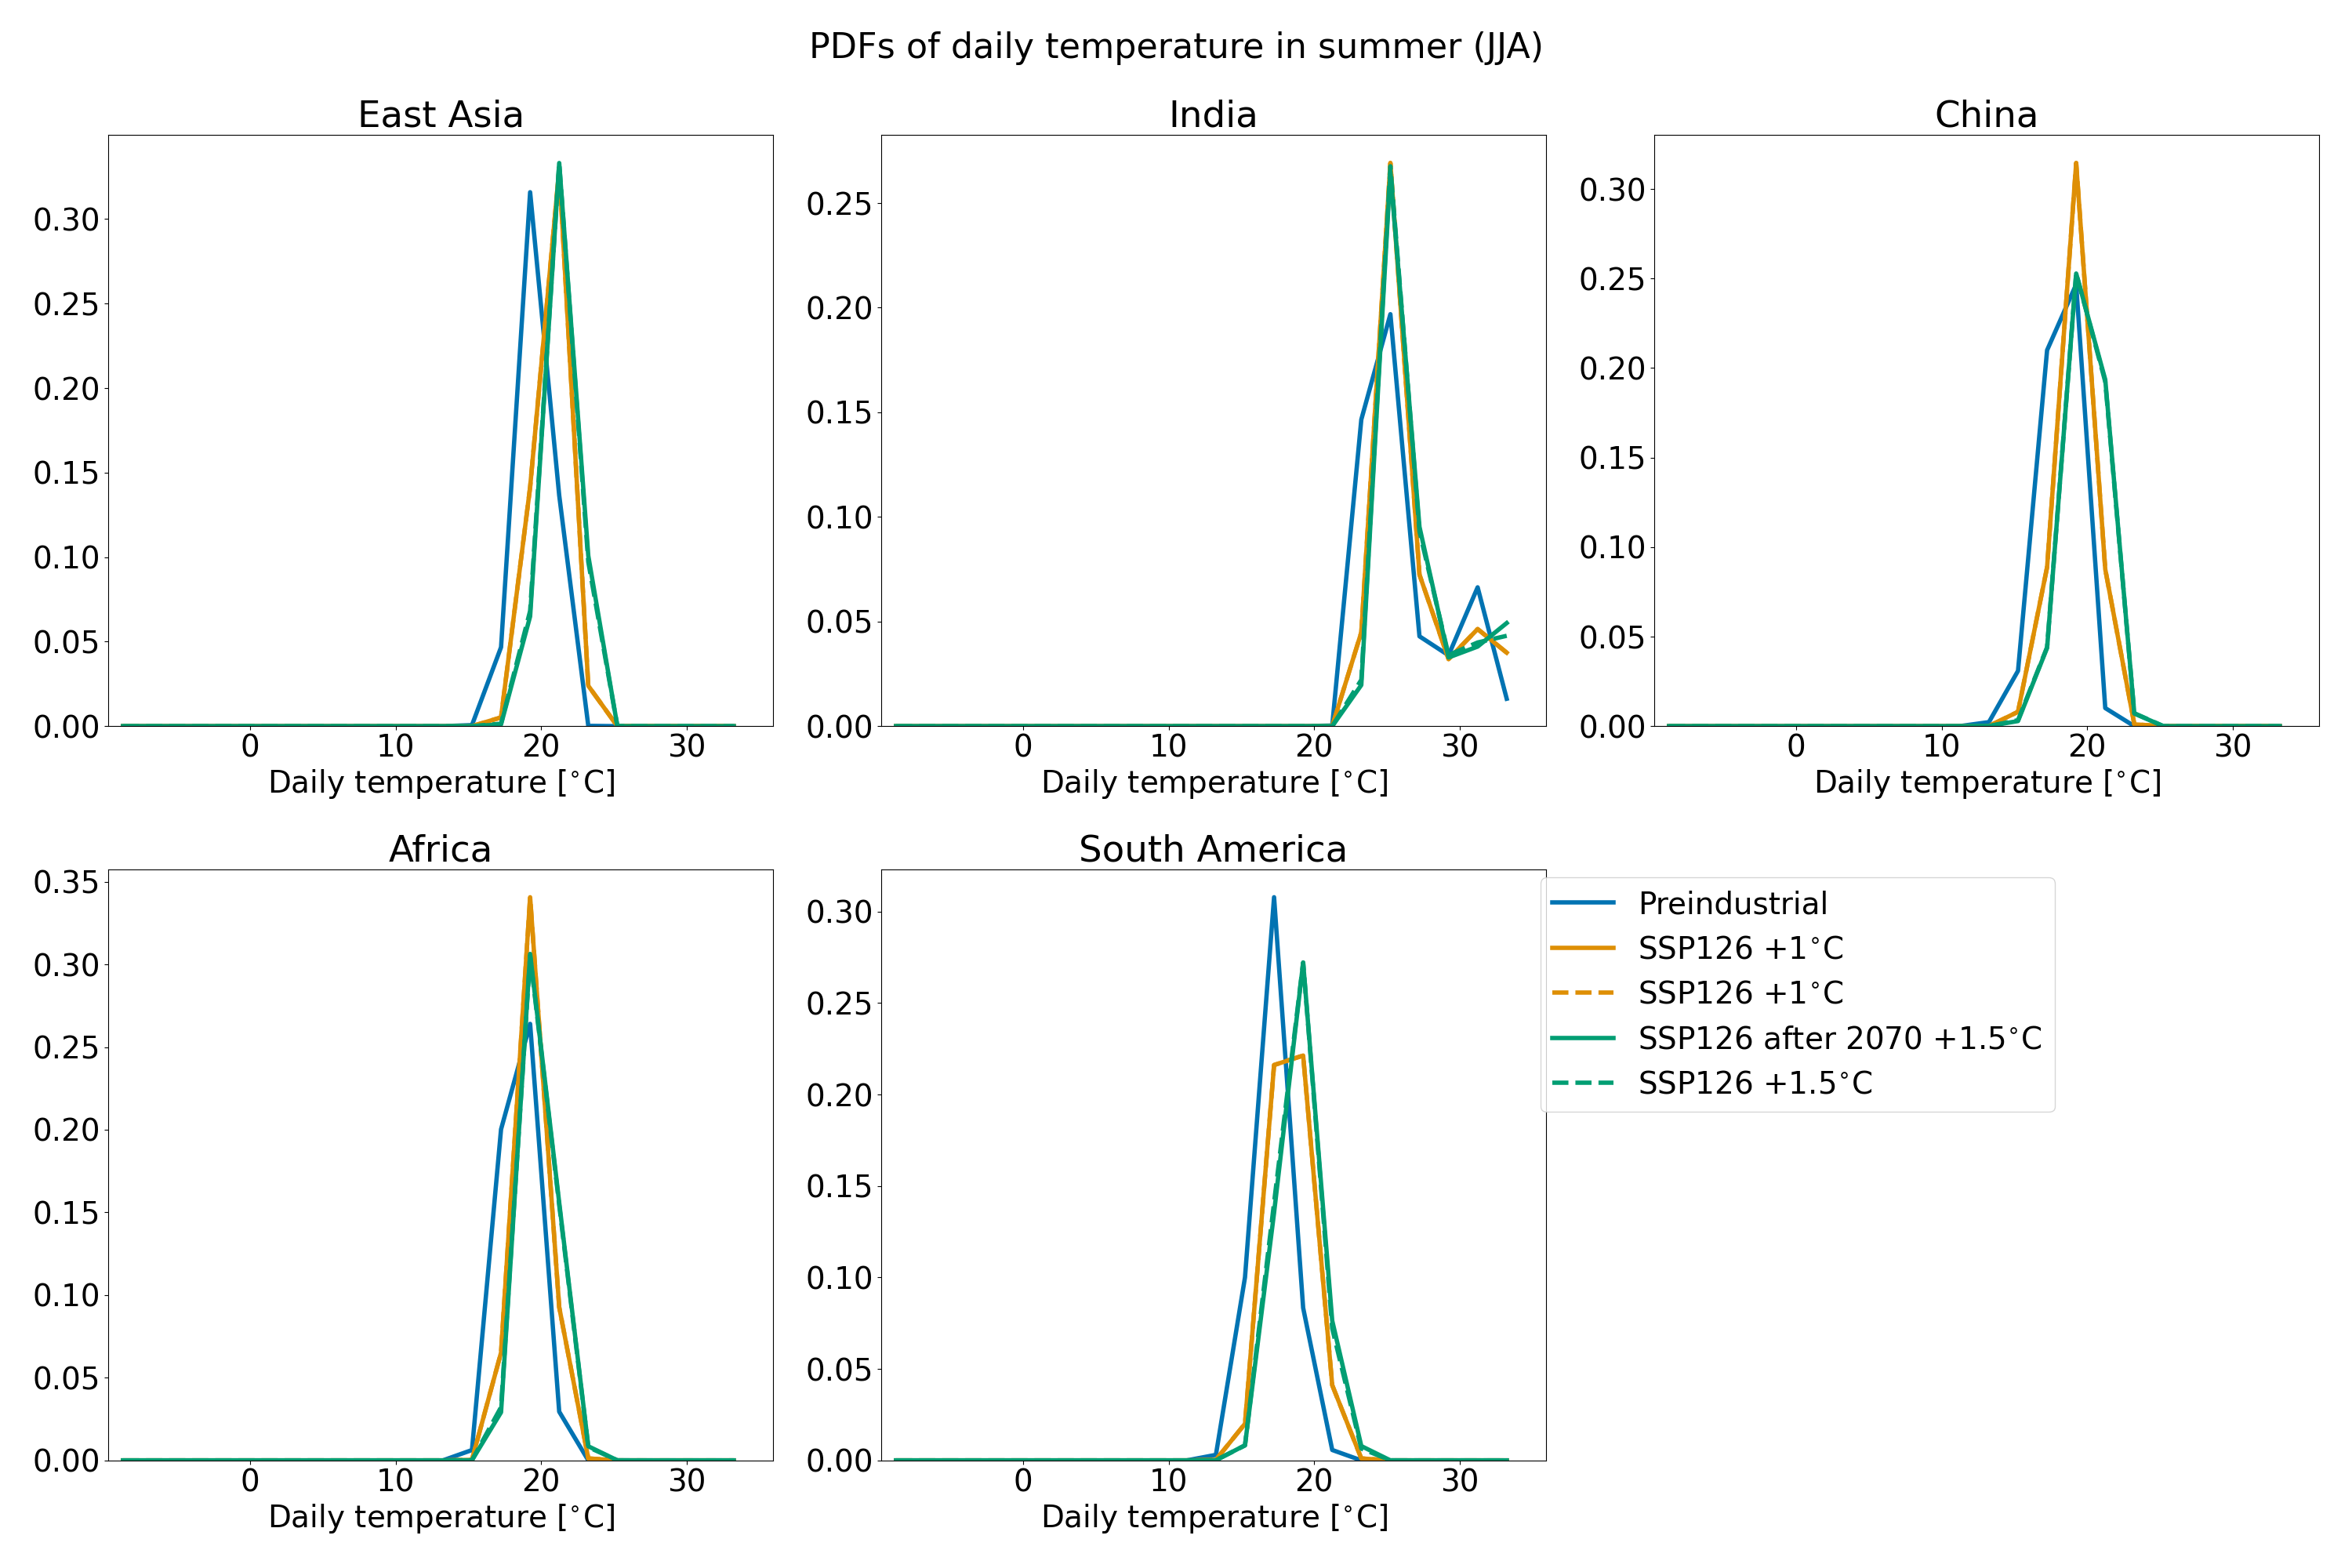 PDFs of daily temperature in summer (JJA)
East Asia
0.30
0.25
0.20
0.15
0.10
0.05
0.00
0 10 20 30
Daily temperature [°C]
India
0.25
0.20
0.15
0.10
0.05
0.00
0 10 20 30
Daily temperature [°C]
China
0.30
0.25
0.20
0.15
0.10
0.05
0.00
0 10 20 30
Daily temperature [°C]
Africa
0.35
0.30
0.25
0.20
0.15
0.10
0.05
0.00
0 10 20 30
Daily temperature [°C]
South America
0.30
0.25
0.20
0.15
0.10
0.05
0.00
0 10 20 30
Daily temperature [°C]
Preindustrial
SSP126 +1°C
SSP126 +1°C
SSP126 after 2070 +1.5°C
SSP126 +1.5°C